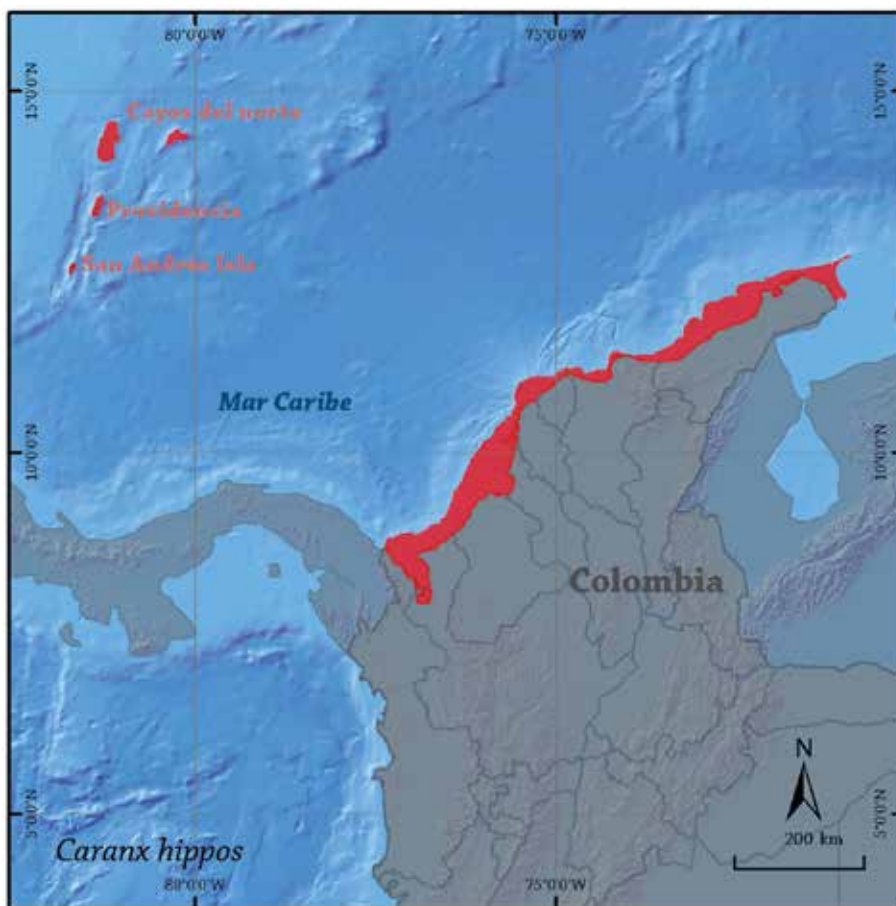 80°0'0"W
75°0'0"W
15°0'0"N
15°0'0"N
Cayos del norte
Providencia
San Andrés Isla
Mar Caribe
10°0'0"N
10°0'0"N
Colombia
N
200 km
5°0'0"N
5°0'0"N
Caranx hippos
80°0'0"W
75°0'0"W